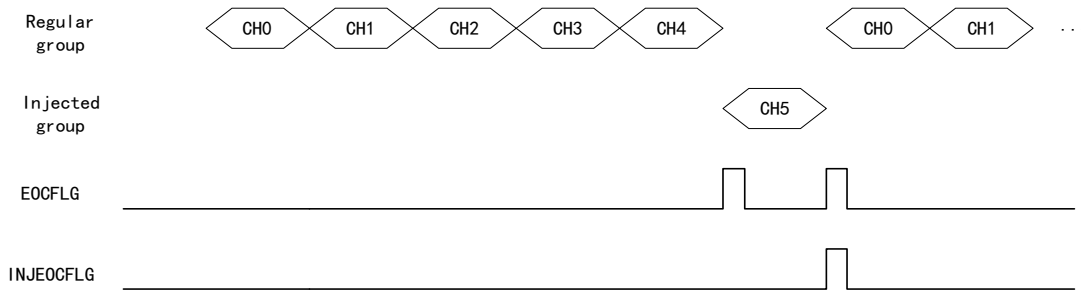 Regular
group
CH0 CH1 CH2 CH3 CH4 CH0 CH1 ..
Injected
group
CH5
EOCFLG
INJEOCFLG